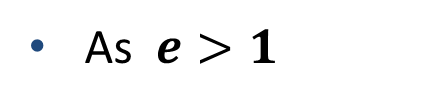 • As e > 1